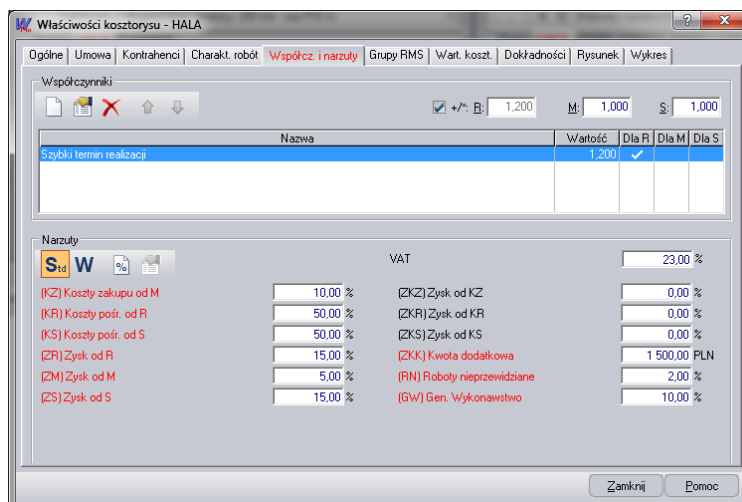 Właściwości kosztorysu - HALA
Ogólne Umowa Kontrahenci Charakt. robót Współcz. i narzuty Grupy RMS Wart. koszt. Dokładności Rysunek Wykres
Współczynniki
+/*: R: 1,200 M: 1,000 S: 1,000
Nazwa Wartość Dla R Dla M Dla S
Szybki termin realizacji 1,200
Narzuty
Std W % VAT 23,00 %
(KZ) Koszty zakupu od M 10,00 % (ZKZ) Zysk od KZ 0,00 %
(KR) Koszty pośr. od R 50,00 % (ZKR) Zysk od KR 0,00 %
(KS) Koszty pośr. od S 50,00 % (ZKS) Zysk od KS 0,00 %
(ZR) Zysk od R 15,00 % (ZKK) Kwota dodatkowa 1 500,00 PLN
(ZM) Zysk od M 5,00 % (RN) Roboty nieprzewidziane 2,00 %
(ZS) Zysk od S 15,00 % (GW) Gen. Wykonawstwo 10,00 %
Zamknij Pomoc